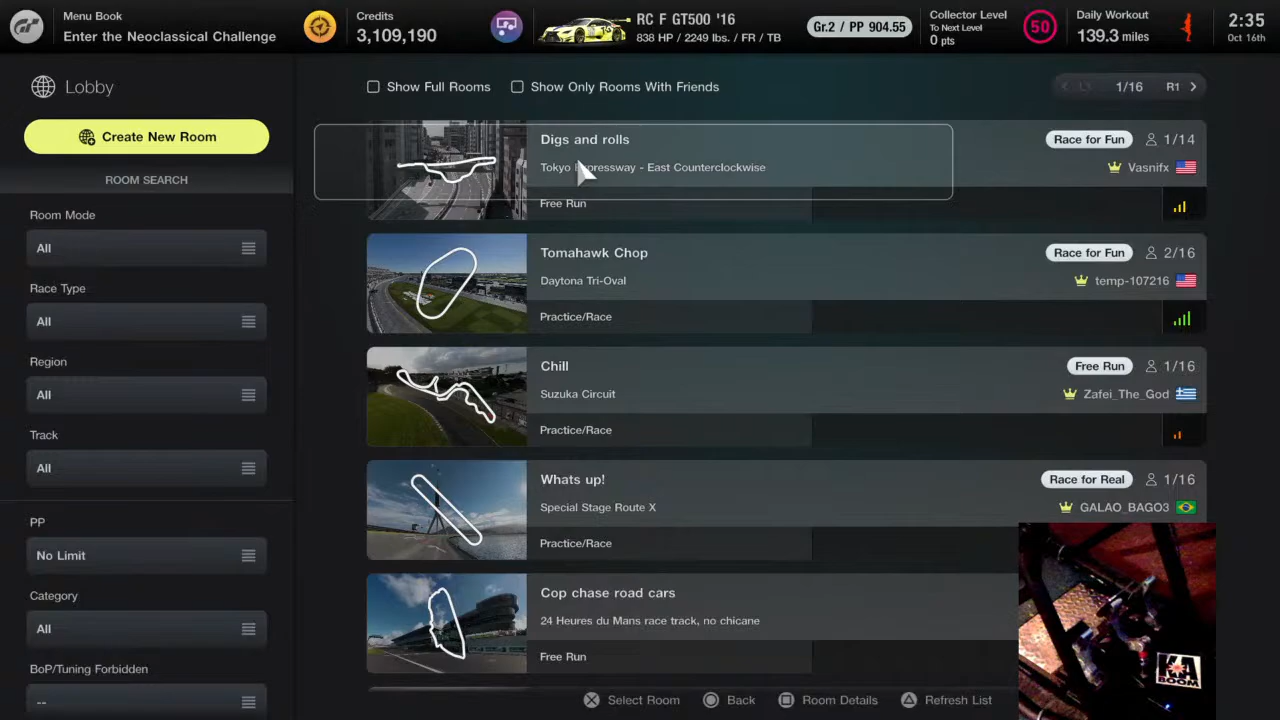 GT
Menu Book
Enter the Neoclassical Challenge
Credits
3,109,190
RC F GT500 '16
838 HP / 2249 lbs. / FR / TB
Gr.2 / PP 904.55
Collector Level
To Next Level
0 pts
50
Daily Workout
139.3 miles
2:35
Oct 16th
Lobby
Create New Room
ROOM SEARCH
Room Mode
All
Race Type
All
Region
All
Track
All
PP
No Limit
Category
All
BoP/Tuning Forbidden
--
Show Full Rooms
Show Only Rooms With Friends
L1
1/16
R1
Digs and rolls
Race for Fun
1/14
Tokyo Expressway - East Counterclockwise
Vasnifx
Free Run
Tomahawk Chop
Race for Fun
2/16
Daytona Tri-Oval
temp-107216
Practice/Race
Chill
Free Run
1/16
Suzuka Circuit
Zafei_The_God
Practice/Race
Whats up!
Race for Real
1/16
Special Stage Route X
GALAO_BAGO3
Practice/Race
Cop chase road cars
24 Heures du Mans race track, no chicane
Free Run
KA
BOOM
Select Room
Back
Room Details
Refresh List